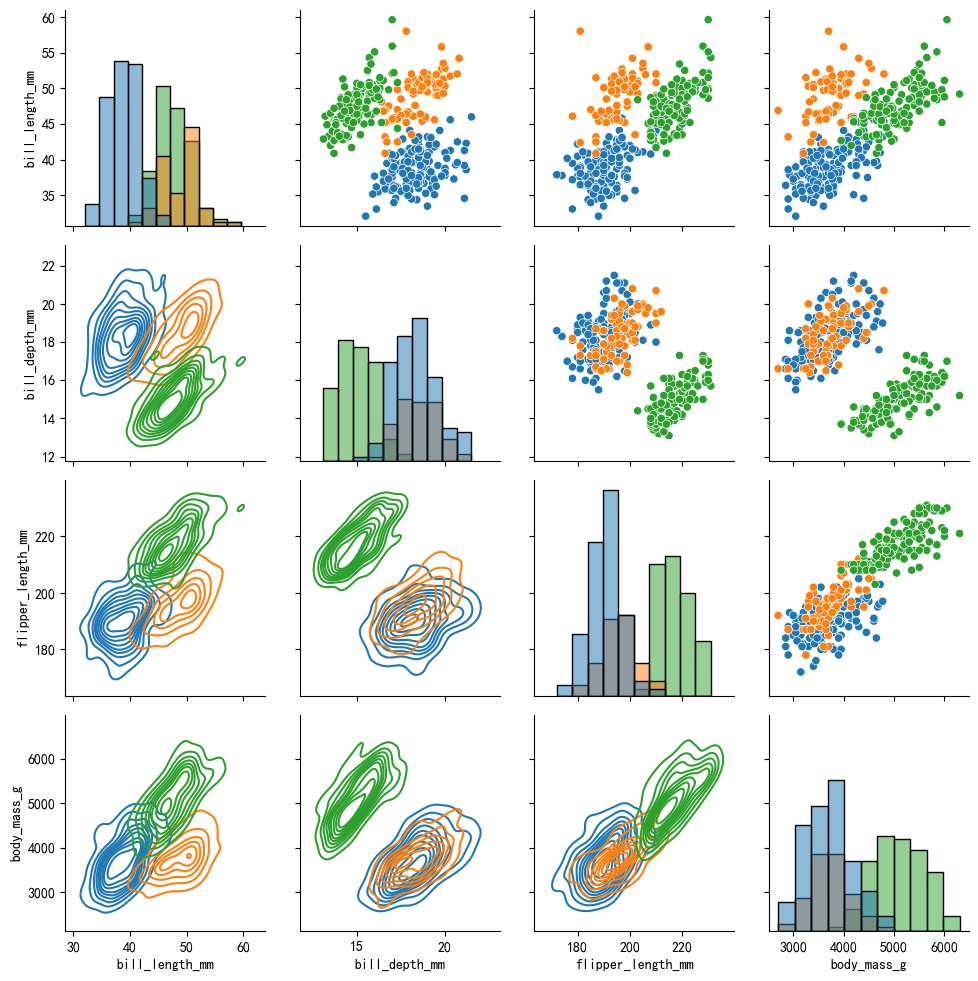 60
55
50
45
40
35
bill_length_mm
22
20
18
16
14
12
bill_depth_mm
220
200
180
flipper_length_mm
6000
5000
4000
3000
body_mass_g
30 40 50 60
bill_length_mm
15 20
bill_depth_mm
180 200 220
flipper_length_mm
3000 4000 5000 6000
body_mass_g